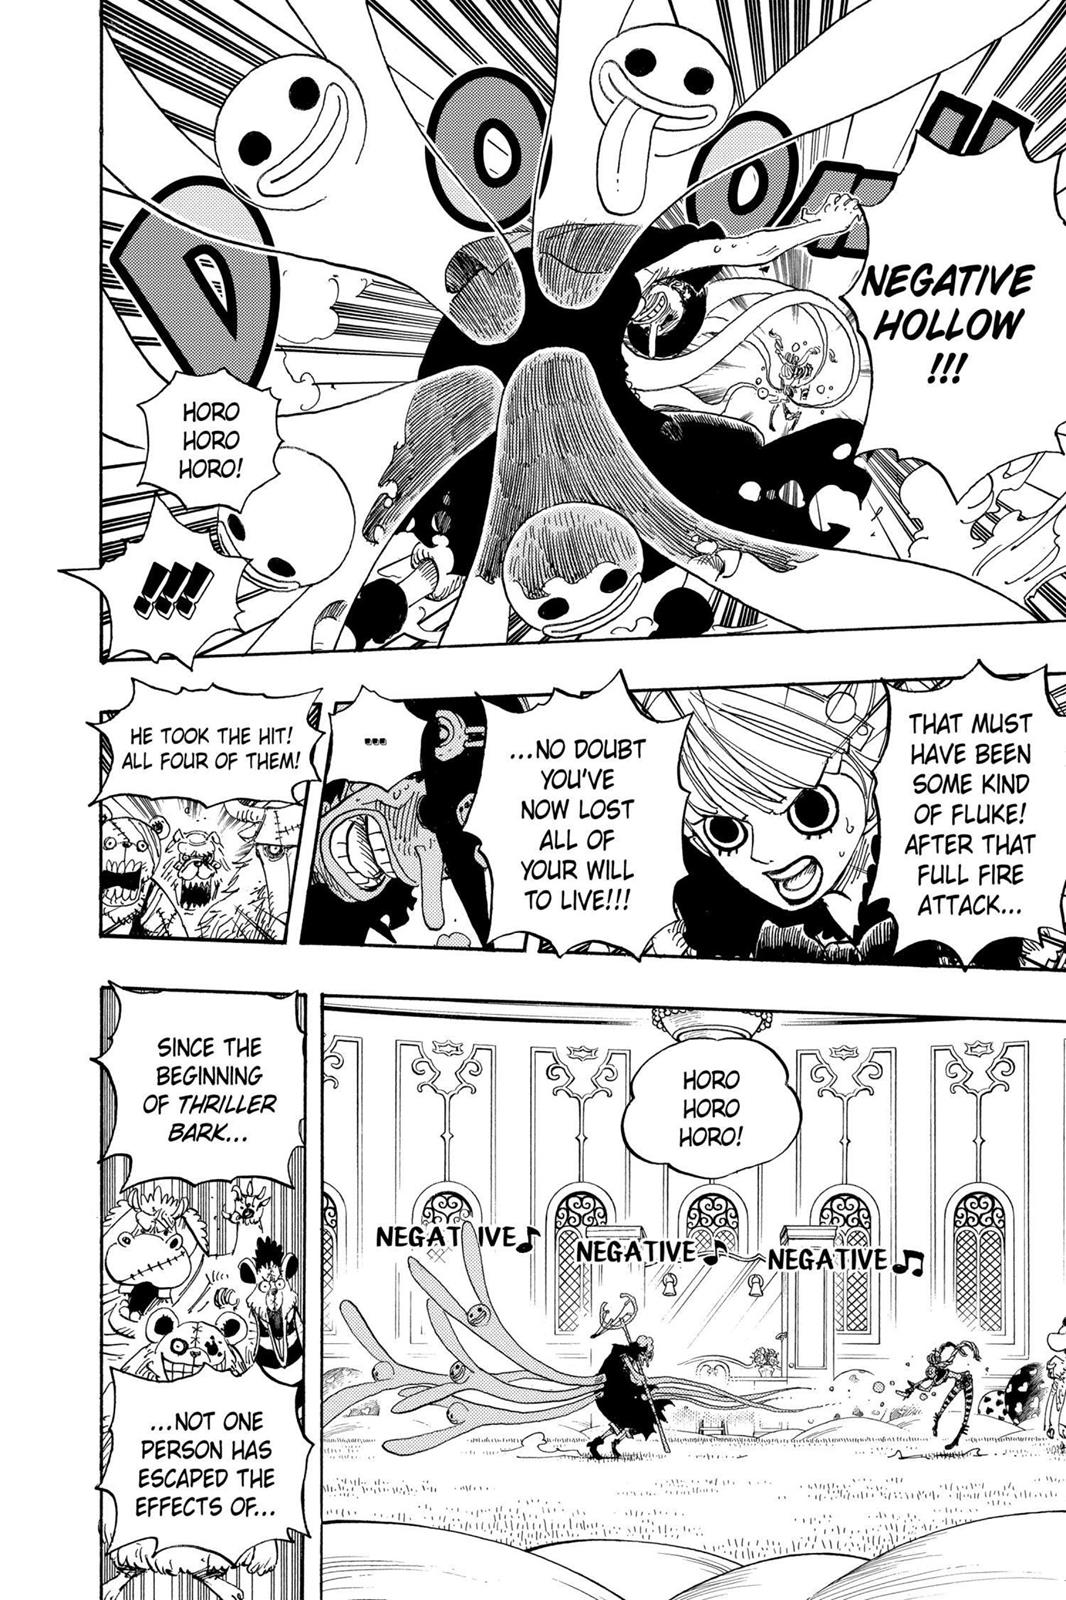 DOOOM
NEGATIVE
HOLLOW
!!!
HORO
HORO
HORO!
!!!
THAT MUST
HAVE BEEN
SOME KIND
OF FLUKE!
AFTER THAT
FULL FIRE
ATTACK...
...NO DOUBT
YOU'VE
NOW LOST
ALL OF
YOUR WILL
TO LIVE!!!
...
HE TOOK THE HIT!
ALL FOUR OF THEM!
HORO
HORO
HORO!
NEGATIVE♪
NEGATIVE♪
NEGATIVE♫
SINCE THE
BEGINNING
OF THRILLER
BARK...
...NOT ONE
PERSON HAS
ESCAPED THE
EFFECTS OF...